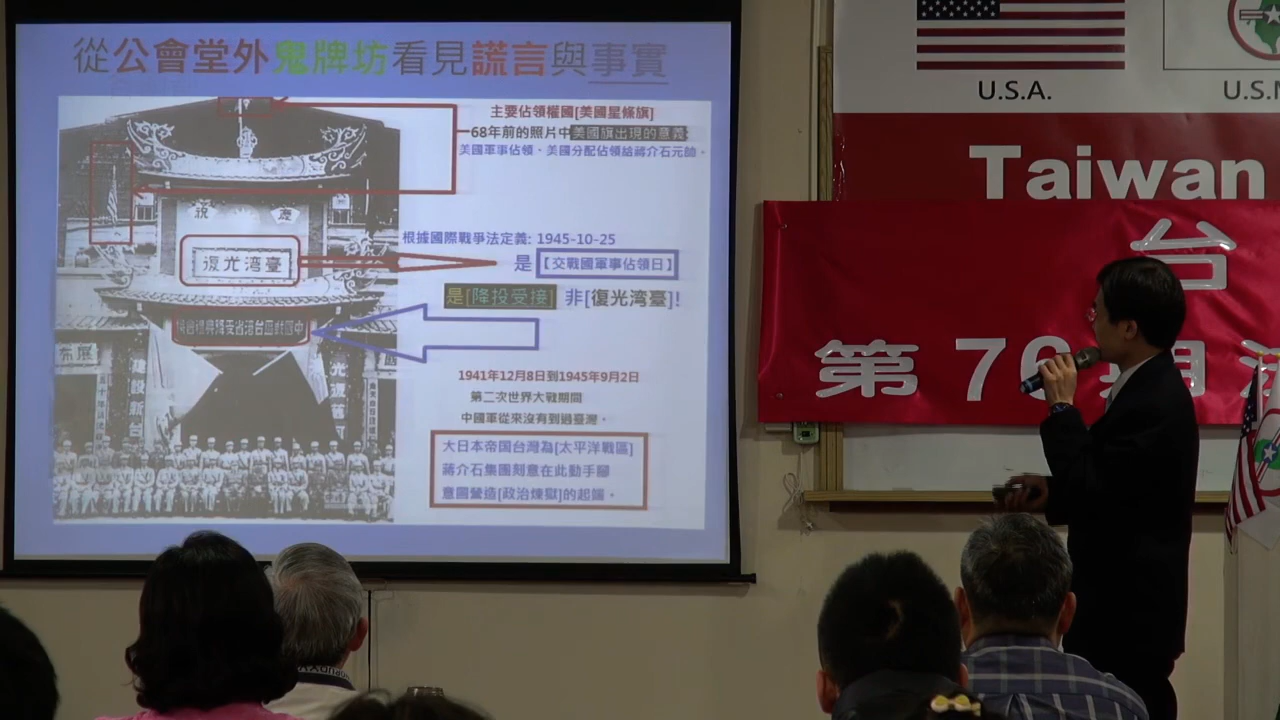 從公會堂外鬼牌坊看見謊言與事實
主要佔領權國[美國星條旗]
68年前的照片中美國旗出現的意義:
美國軍事佔領、美國分配佔領給蔣介石元帥。
慶祝
臺湾光復
根據國際戰爭法定義: 1945-10-25
是【交戰國軍事佔領日】
是[降投受接] 非[復光湾臺]!
1941年12月8日到1945年9月2日
第二次世界大戰期間
中國軍從來沒有到過臺灣。
大日本帝国台灣為[太平洋戰區]
蔣介石集團刻意在此動手腳
意圖營造[政治煉獄]的起端。
建設新
U.S.A.
U.S.
Taiwan
台
第 76期